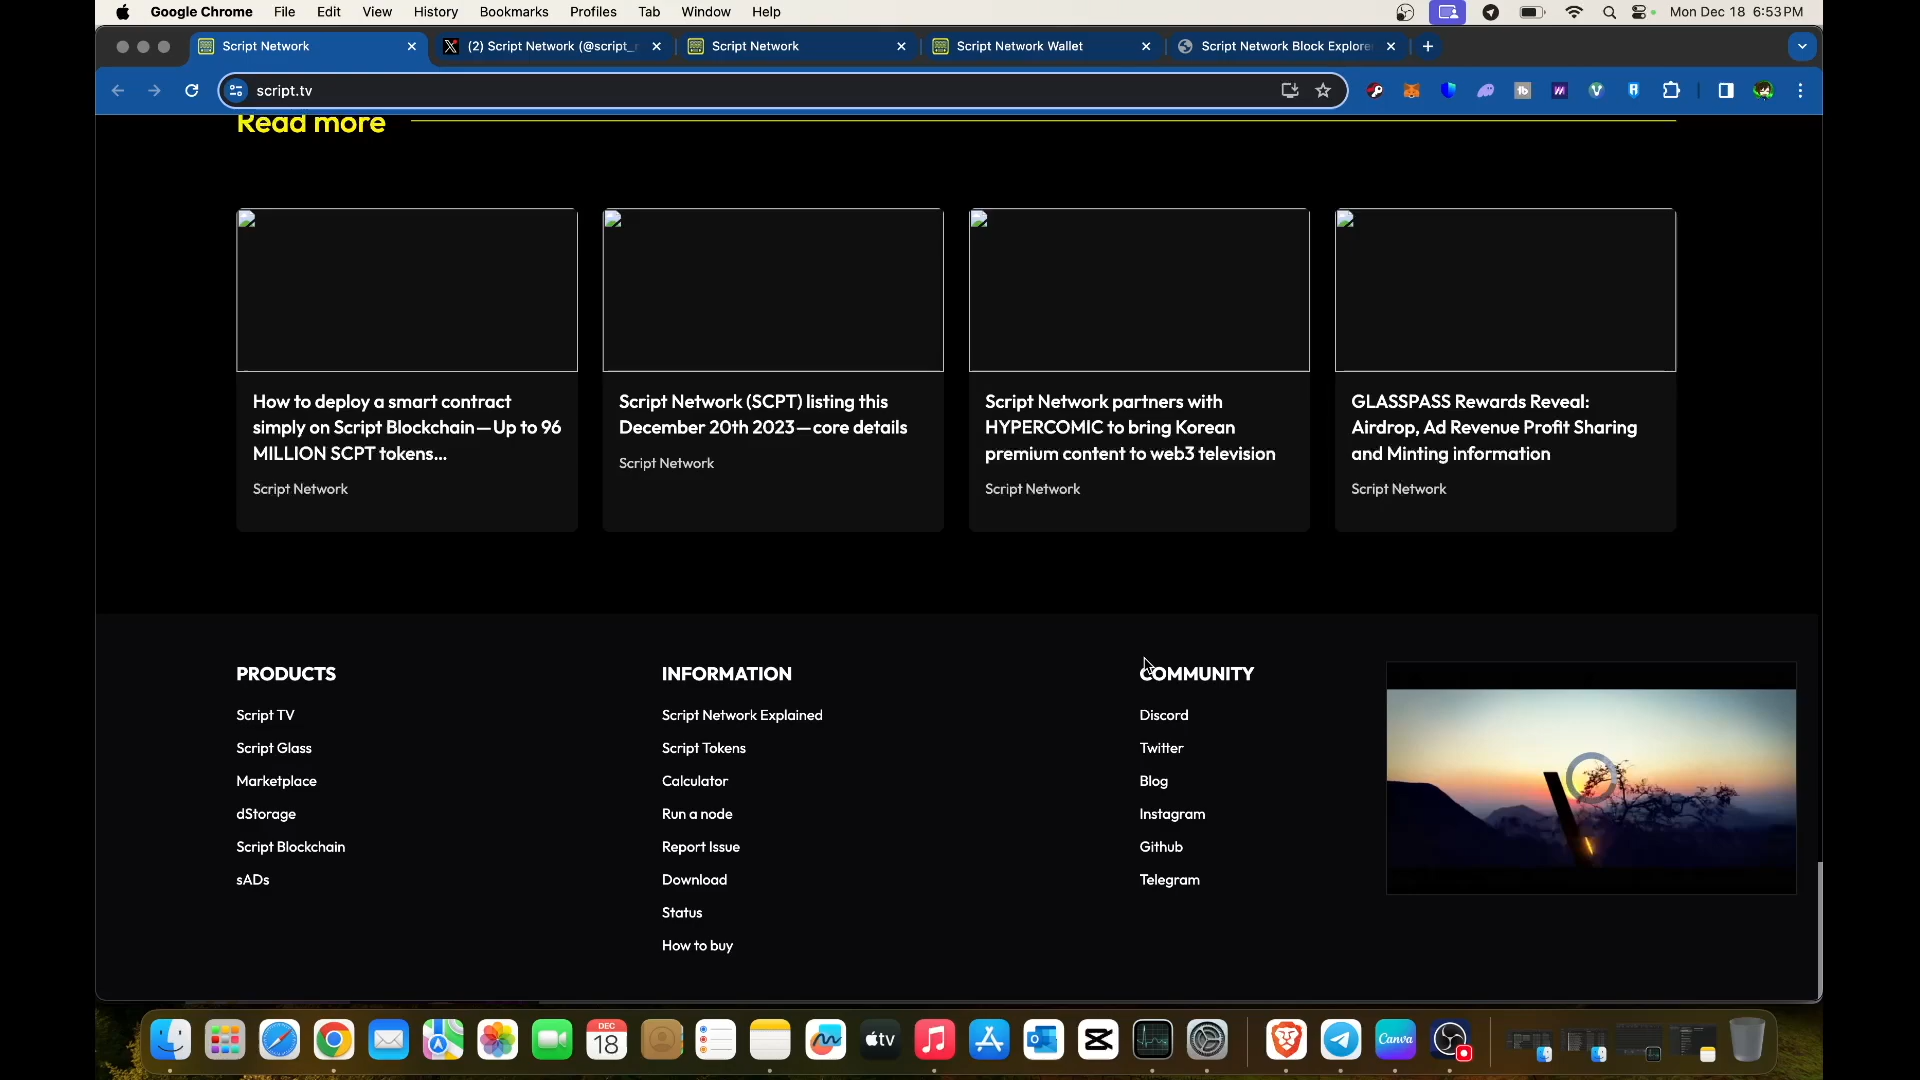 Google Chrome File Edit View History Bookmarks Profiles Tab Window Help Mon Dec 18 6:53 PM
Script Network (2) Script Network (@script_ Script Network Script Network Wallet Script Network Block Explore
script.tv
Read more
How to deploy a smart contract
simply on Script Blockchain — Up to 96
MILLION SCPT tokens...
Script Network
Script Network (SCPT) listing this
December 20th 2023 — core details
Script Network
Script Network partners with
HYPERCOMIC to bring Korean
premium content to web3 television
Script Network
GLASSPASS Rewards Reveal:
Airdrop, Ad Revenue Profit Sharing
and Minting information
Script Network
PRODUCTS
Script TV
Script Glass
Marketplace
dStorage
Script Blockchain
sADs
INFORMATION
Script Network Explained
Script Tokens
Calculator
Run a node
Report Issue
Download
Status
How to buy
COMMUNITY
Discord
Twitter
Blog
Instagram
Github
Telegram
DEC
18
tv
Canva